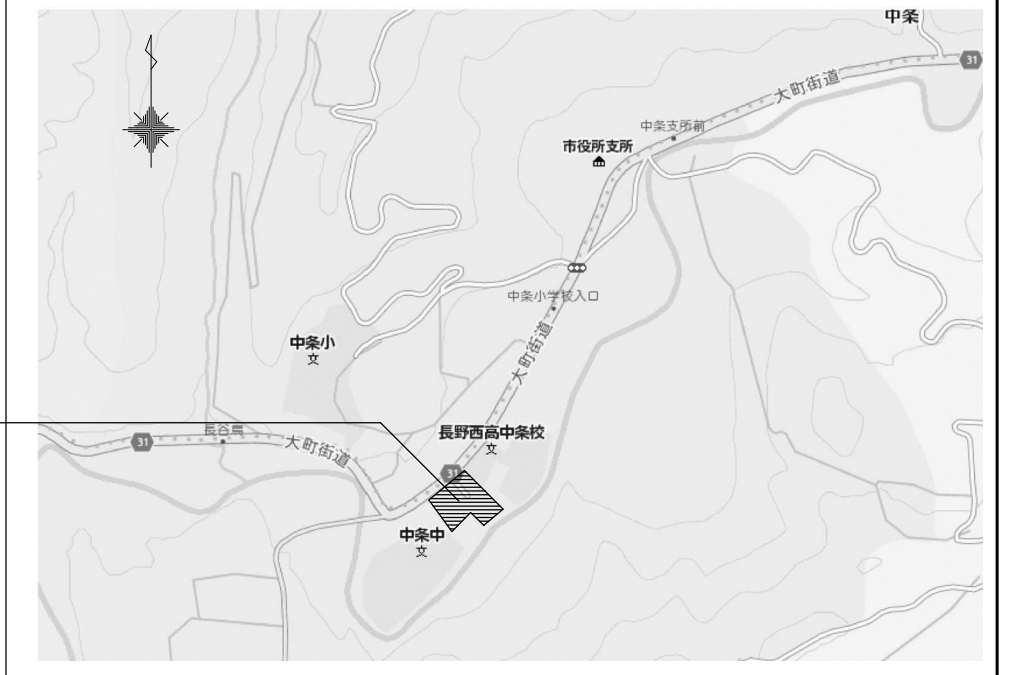 中条
31
大町街道
中条支所前
市役所支所
中条小学校入口
中条小
大町街道
長野西高中条校
長谷島
31
大町街道
31
中条中